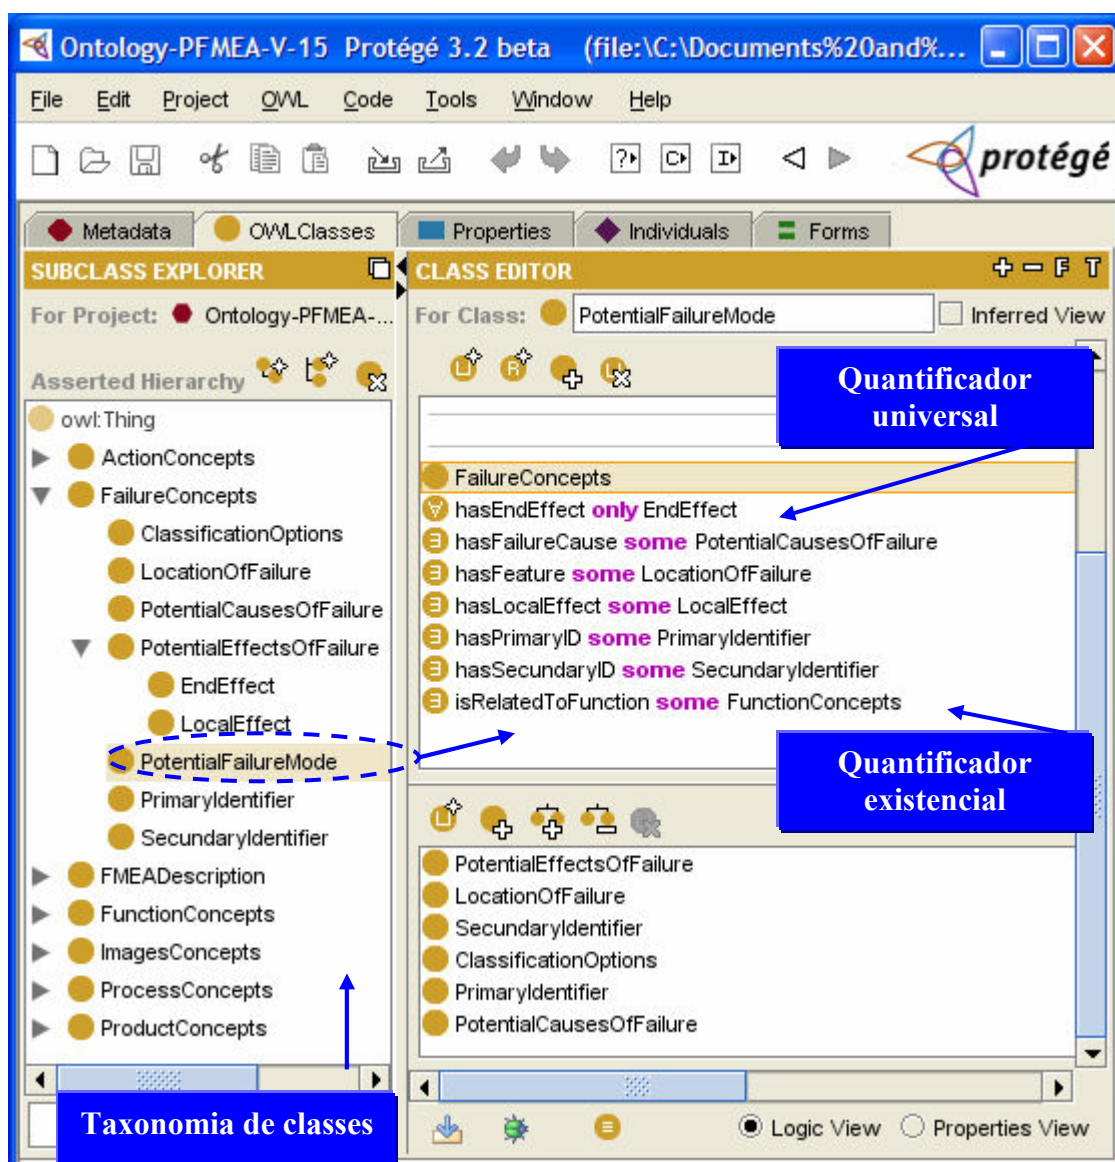 Ontology-PFMEA-V-15 Protégé 3.2 beta (file:\C:\Documents%20and%...
File Edit Project OWL Code Tools Window Help
protégé
Metadata OWLClasses Properties Individuals Forms
SUBCLASS EXPLORER
For Project: Ontology-PFMEA-...
Asserted Hierarchy
owl:Thing
ActionConcepts
FailureConcepts
ClassificationOptions
LocationOfFailure
PotentialCausesOfFailure
PotentialEffectsOfFailure
EndEffect
LocalEffect
PotentialFailureMode
PrimaryIdentifier
SecundaryIdentifier
FMEADescription
FunctionConcepts
ImagesConcepts
ProcessConcepts
ProductConcepts
Taxonomia de classes
CLASS EDITOR
F T
For Class: PotentialFailureMode Inferred View
Quantificador
universal
FailureConcepts
hasEndEffect only EndEffect
hasFailureCause some PotentialCausesOfFailure
hasFeature some LocationOfFailure
hasLocalEffect some LocalEffect
hasPrimaryID some PrimaryIdentifier
hasSecundaryID some SecundaryIdentifier
isRelatedToFunction some FunctionConcepts
Quantificador
existencial
PotentialEffectsOfFailure
LocationOfFailure
SecundaryIdentifier
ClassificationOptions
PrimaryIdentifier
PotentialCausesOfFailure
Logic View Properties View